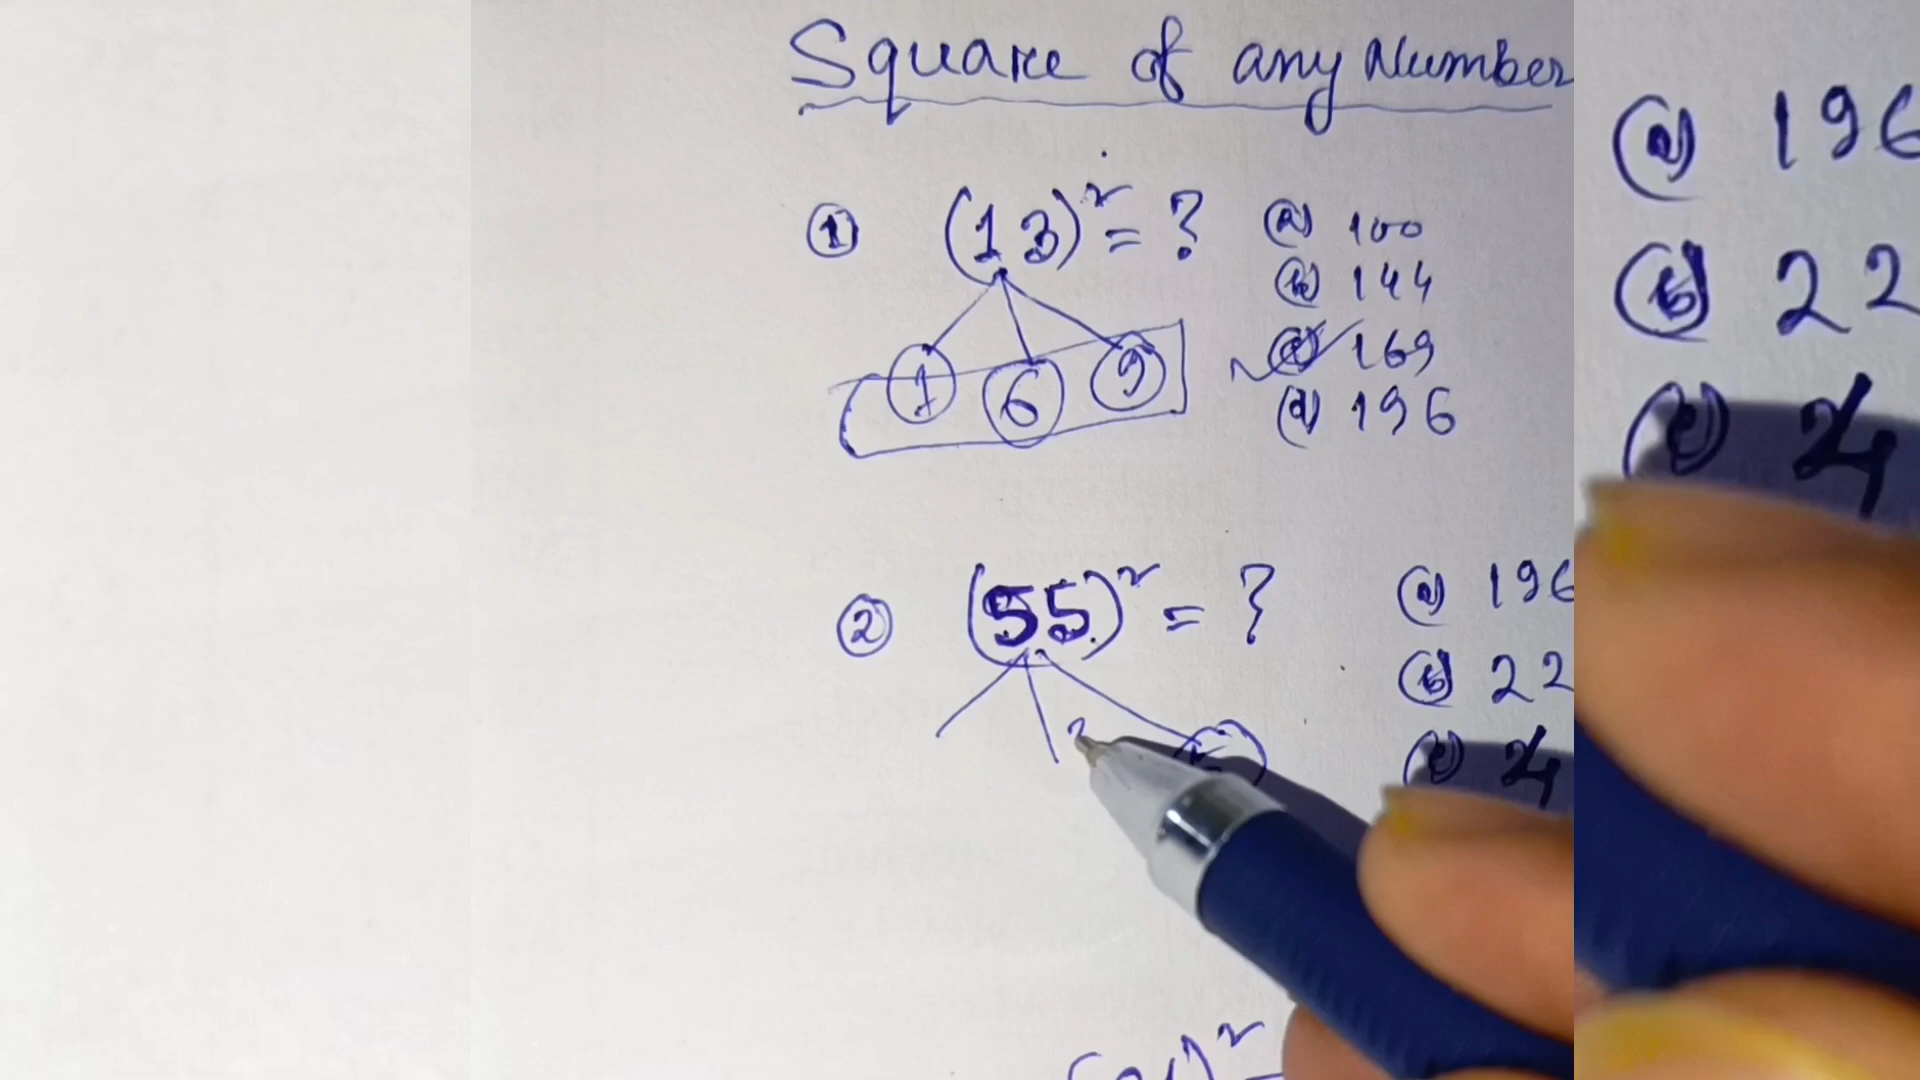 Square of any Number
① (13)² = ?
(a) 100
(b) 144
(c) 169
(d) 196
1 6 9
② (55)² = ?
(a) 196
(b) 22
(a) 196
(b) 22